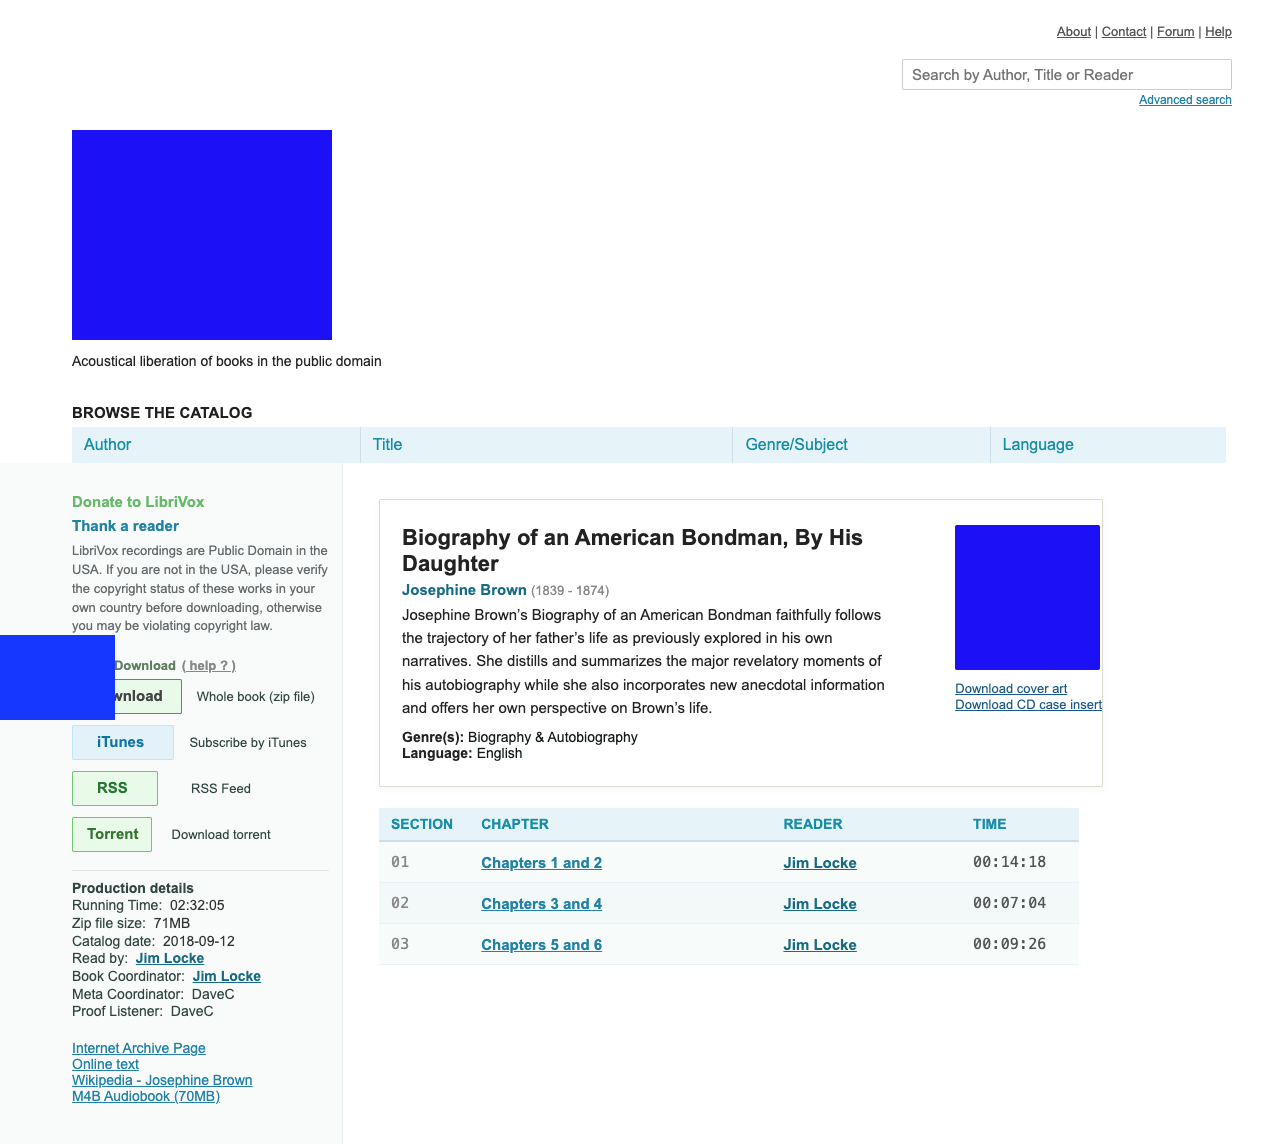 About | Contact | Forum | Help
Search by Author, Title or Reader
Advanced search
Acoustical liberation of books in the public domain
BROWSE THE CATALOG
Author Title Genre/Subject Language
Donate to LibriVox
Thank a reader
LibriVox recordings are Public Domain in the
USA. If you are not in the USA, please verify
the copyright status of these works in your
own country before downloading, otherwise
you may be violating copyright law.
Download ( help ? )
Whole book (zip file)
iTunes Subscribe by iTunes
RSS RSS Feed
Torrent Download torrent
Production details
Running Time: 02:32:05
Zip file size: 71MB
Catalog date: 2018-09-12
Read by: Jim Locke
Book Coordinator: Jim Locke
Meta Coordinator: DaveC
Proof Listener: DaveC
Internet Archive Page
Online text
Wikipedia - Josephine Brown
M4B Audiobook (70MB)
Biography of an American Bondman, By His
Daughter
Josephine Brown (1839 - 1874)
Josephine Brown’s Biography of an American Bondman faithfully follows
the trajectory of her father’s life as previously explored in his own
narratives. She distills and summarizes the major revelatory moments of
his autobiography while she also incorporates new anecdotal information
and offers her own perspective on Brown’s life.
Genre(s): Biography & Autobiography
Language: English
Download cover art
Download CD case insert
SECTION CHAPTER READER TIME
01 Chapters 1 and 2 Jim Locke 00:14:18
02 Chapters 3 and 4 Jim Locke 00:07:04
03 Chapters 5 and 6 Jim Locke 00:09:26